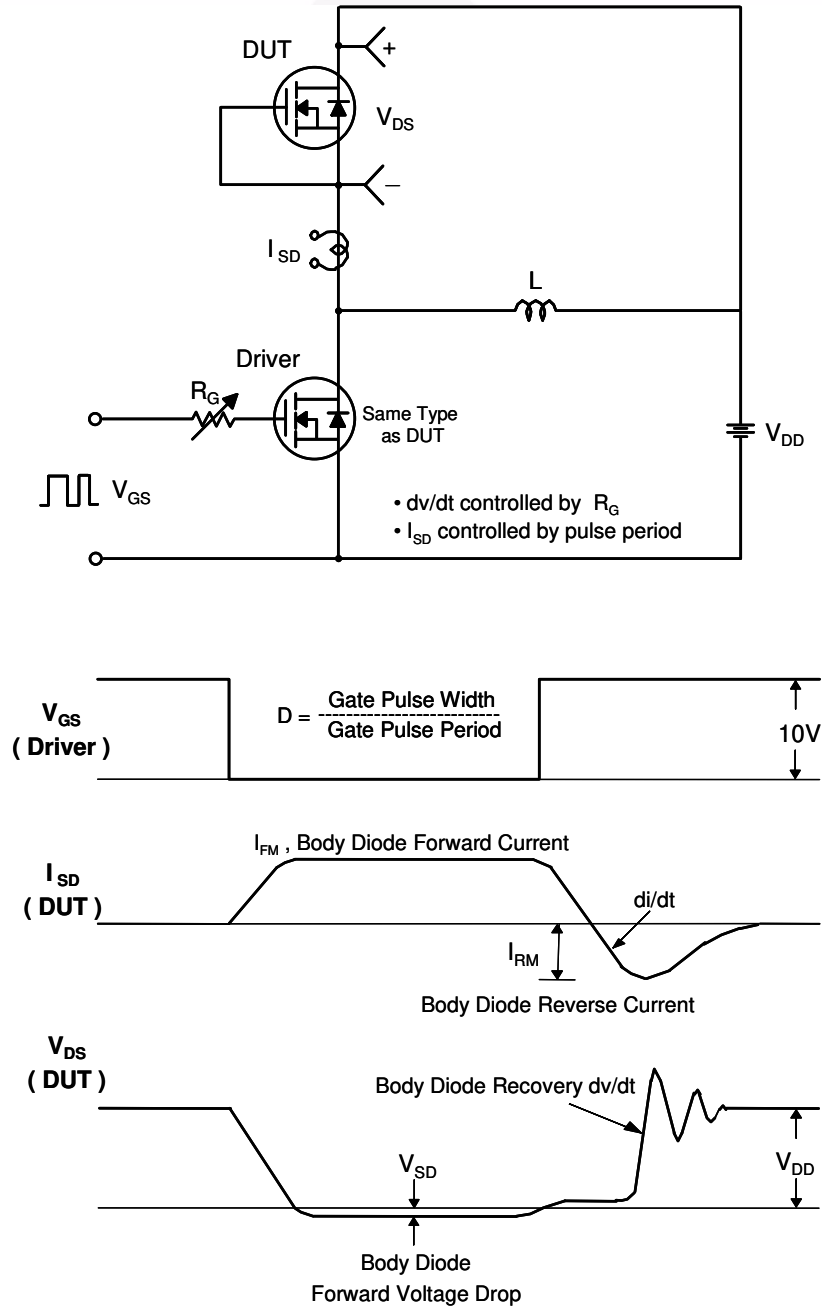 DUT
+
V_DS
–
I_SD
L
Driver
R_G
Same Type
as DUT
V_DD
V_GS
• dv/dt controlled by R_G
• I_SD controlled by pulse period
V_GS
( Driver )
D = Gate Pulse Width
Gate Pulse Period
10V
I_FM , Body Diode Forward Current
I_SD
( DUT )
di/dt
I_RM
Body Diode Reverse Current
V_DS
( DUT )
Body Diode Recovery dv/dt
V_SD
V_DD
Body Diode
Forward Voltage Drop